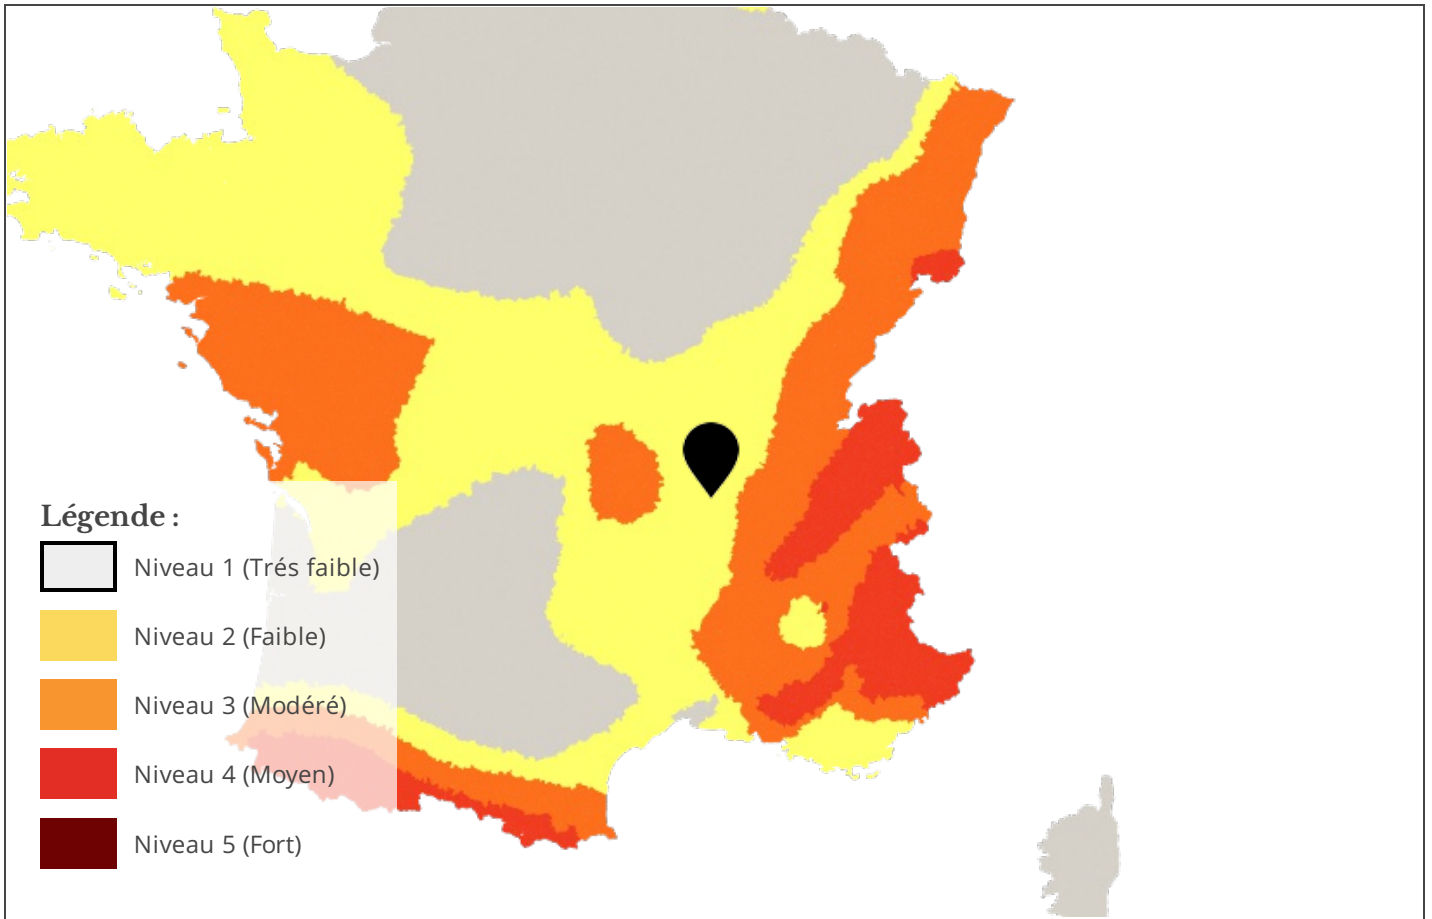 Légende :
Niveau 1 (Trés faible)
Niveau 2 (Faible)
Niveau 3 (Modéré)
Niveau 4 (Moyen)
Niveau 5 (Fort)